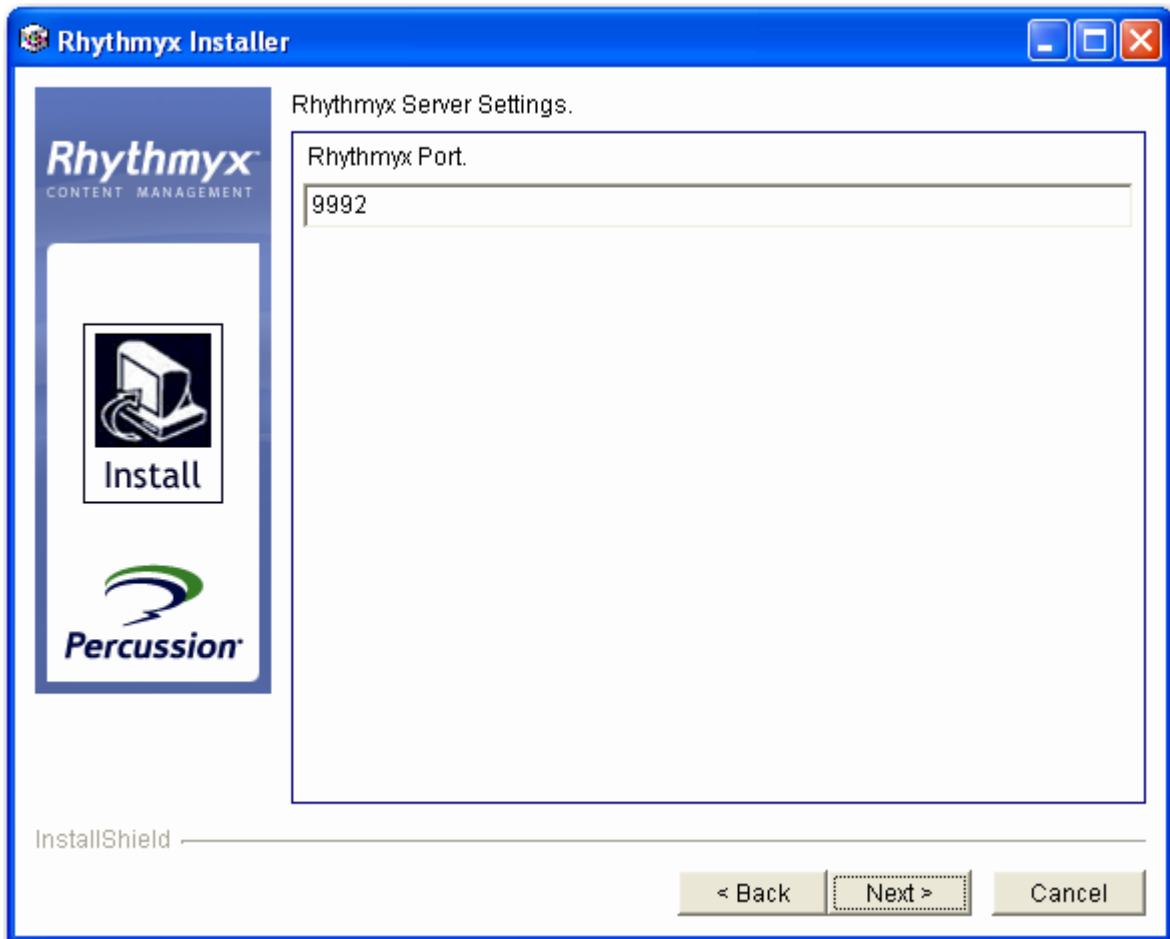 Rhythmyx Installer
Rhythmyx Server Settings.
Rhythmyx
CONTENT MANAGEMENT
Rhythmyx Port.
9992
Install
Percussion
InstallShield
< Back
Next >
Cancel